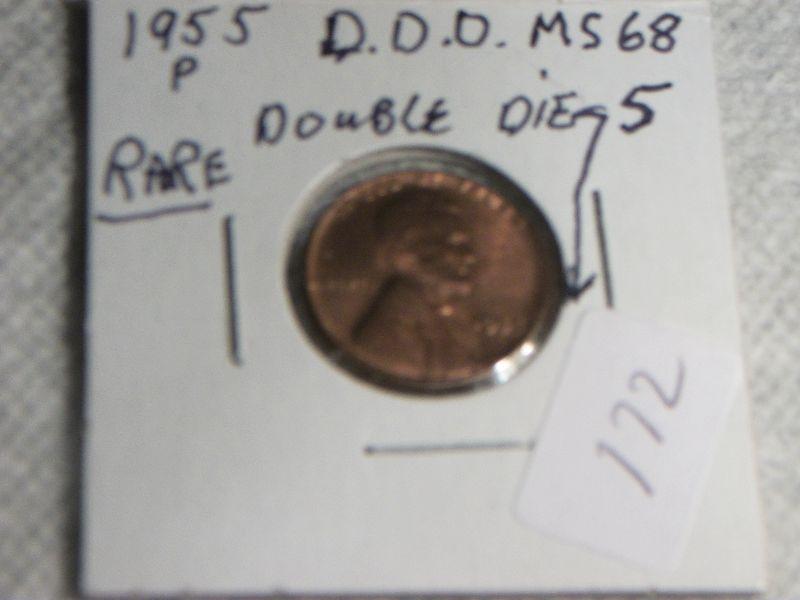 1955 D.D.O. MS68
P
DOUBLE DIE 5
RARE
172